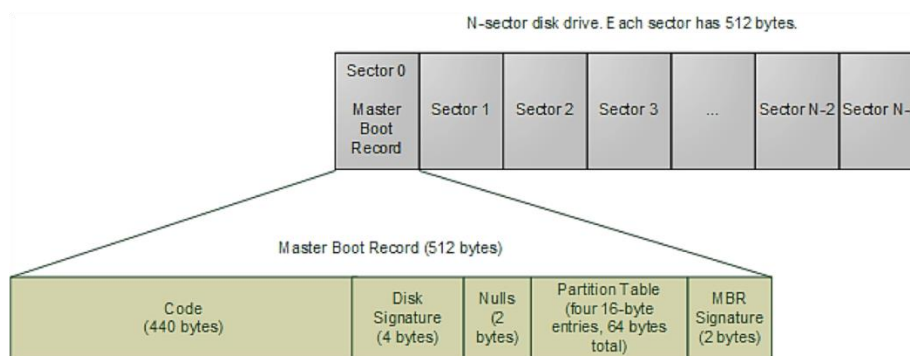 N-sector disk drive. Each sector has 512 bytes.
Sector 0
Master
Boot
Record
Sector 1
Sector 2
Sector 3
...
Sector N-2
Sector N-
Master Boot Record (512 bytes)
Code
(440 bytes)
Disk
Signature
(4 bytes)
Nulls
(2
bytes)
Partition Table
(four 16-byte
entries, 64 bytes
total)
MBR
Signature
(2 bytes)